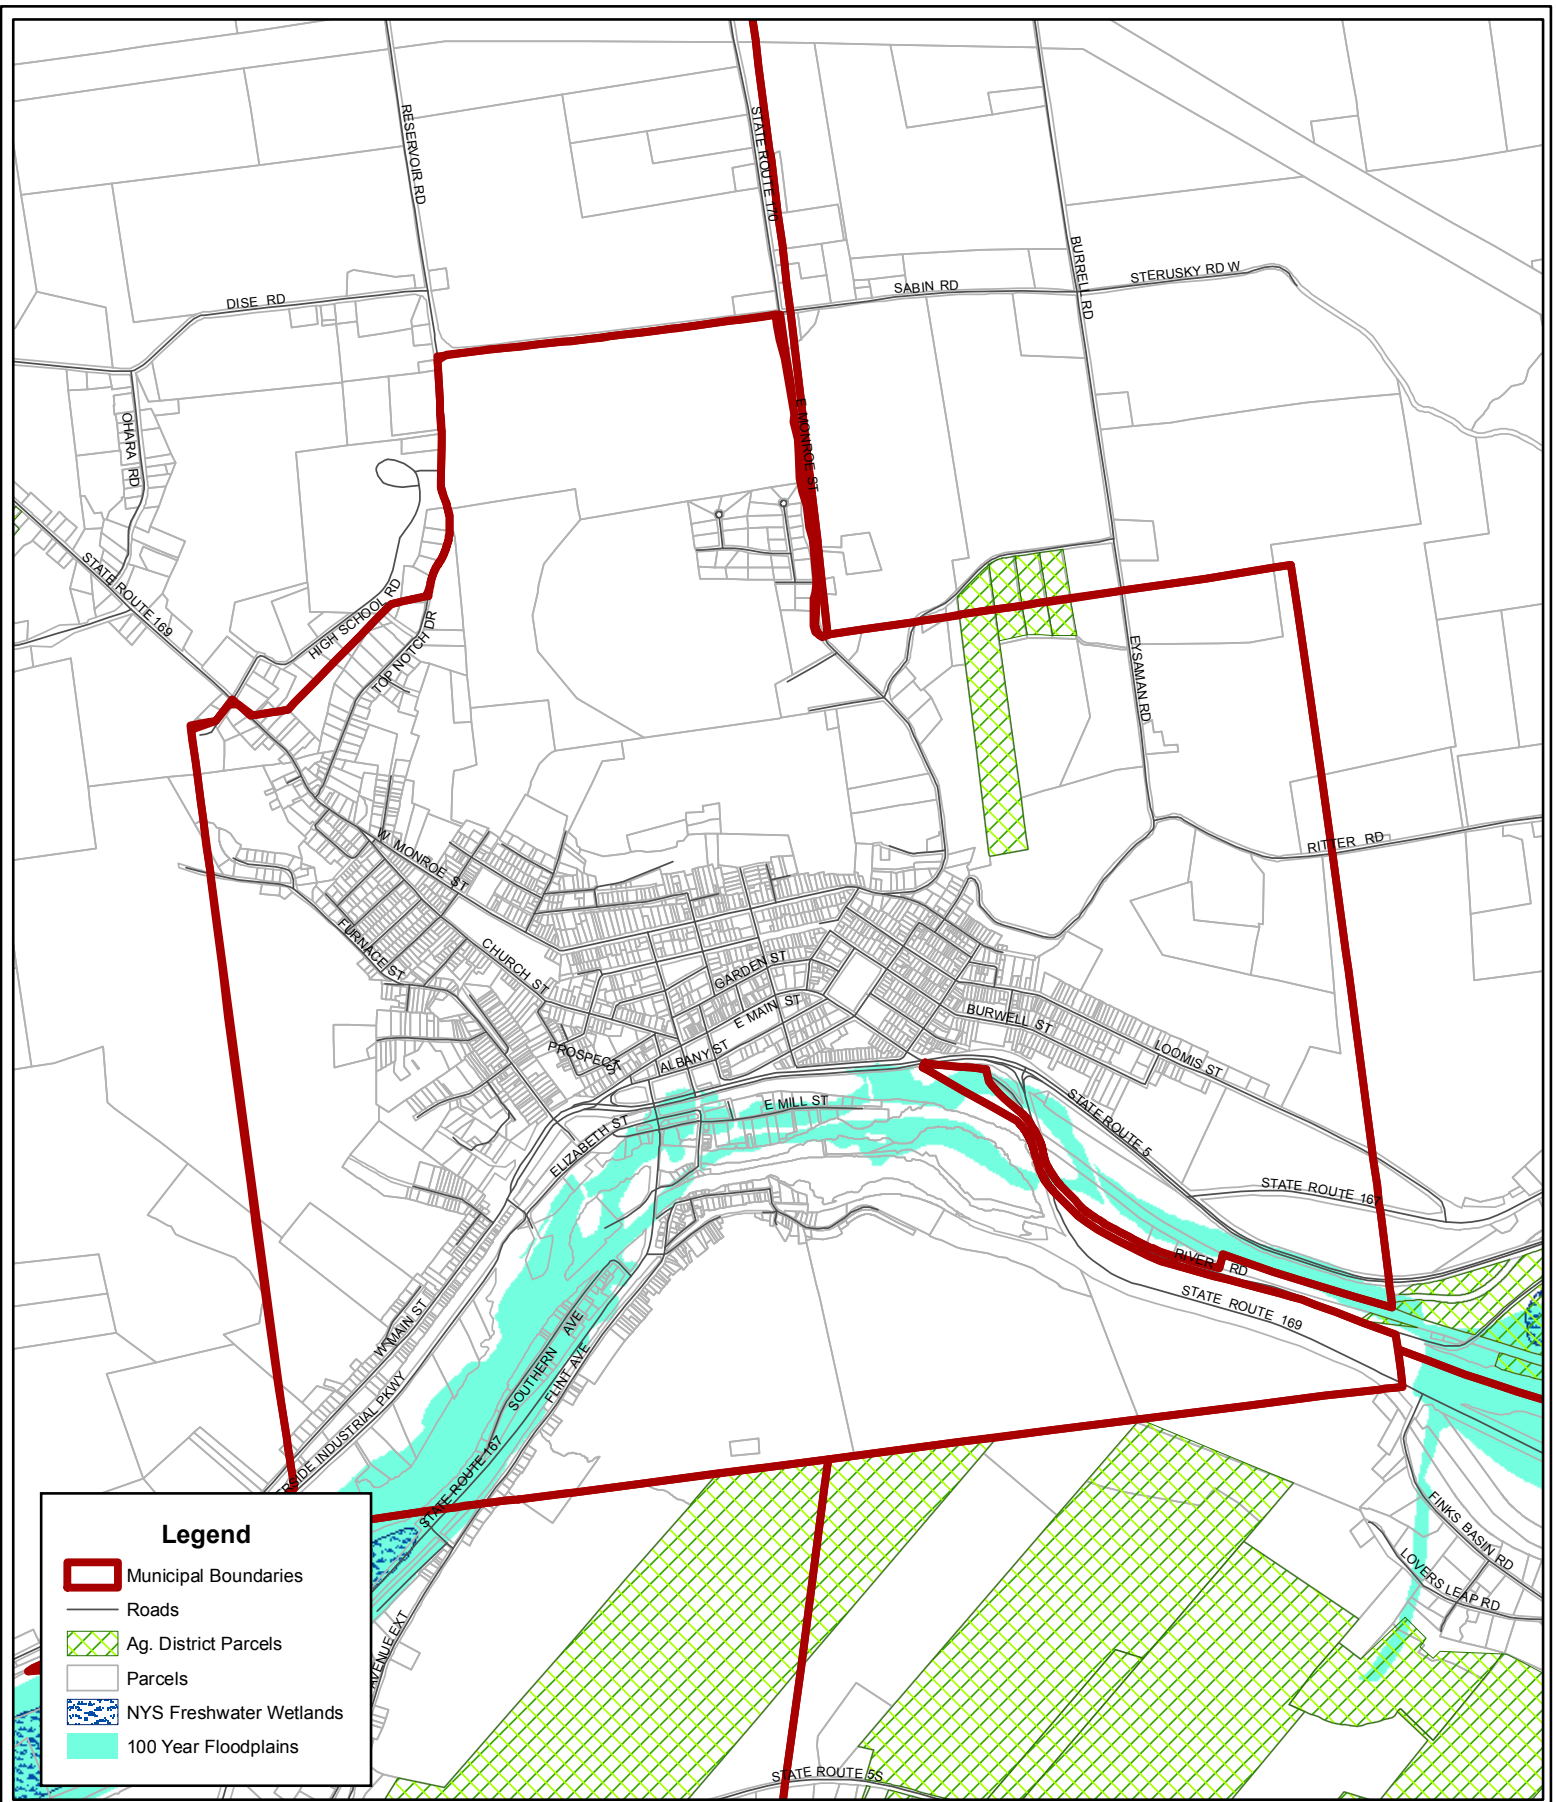 RESERVOIR RD
STATE ROUTE 170
BURRELL RD
STERUSKY RD W
SABIN RD
DISE RD
OHARA RD
E MONROE ST
STATE ROUTE 169
HIGH SCHOOL RD
TOP NOTCH DR
EYSAMAN RD
RITTER RD
W MONROE ST
FURNACE ST
CHURCH ST
GARDEN ST
E MAIN ST
BURWELL ST
LOOMIS ST
PROSPECT
ST
ALBANY ST
E MILL ST
ELIZABETH ST
STATE ROUTE 5
STATE ROUTE 167
RIVER RD
STATE ROUTE 169
W MAIN ST
SOUTHERN AVE
FLINT AVE
ERSIDE INDUSTRIAL PKWY
STATE ROUTE 167
FINKS BASIN RD
LOVERS LEAP RD
AVENUE EXT
STATE ROUTE 5S
Legend
Municipal Boundaries
Roads
Ag. District Parcels
Parcels
NYS Freshwater Wetlands
100 Year Floodplains